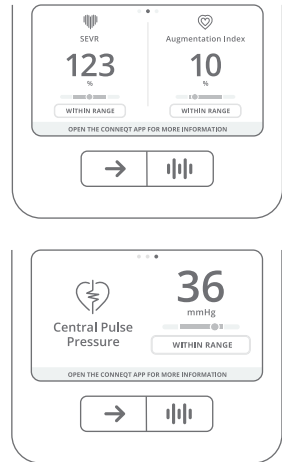 SEVR
Augmentation Index
123
10
%
%
WITHIN RANGE
WITHIN RANGE
OPEN THE CONNEQT APP FOR MORE INFORMATION
36
mmHg
Central Pulse
Pressure
WITHIN RANGE
OPEN THE CONNEQT APP FOR MORE INFORMATION